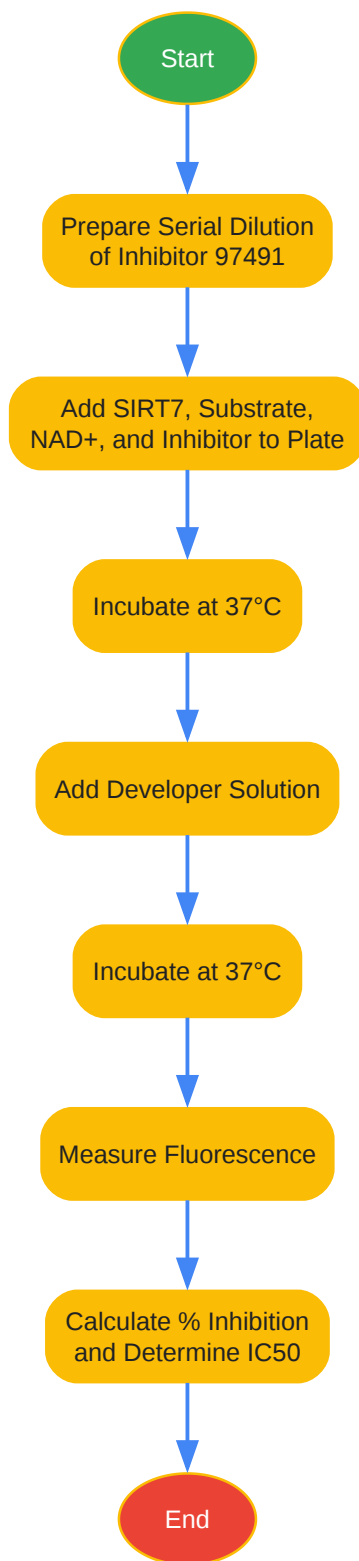 Start
Prepare Serial Dilution
of Inhibitor 97491
Add SIRT7, Substrate,
NAD+, and Inhibitor to Plate
Incubate at 37°C
Add Developer Solution
Incubate at 37°C
Measure Fluorescence
Calculate % Inhibition
and Determine IC50
End